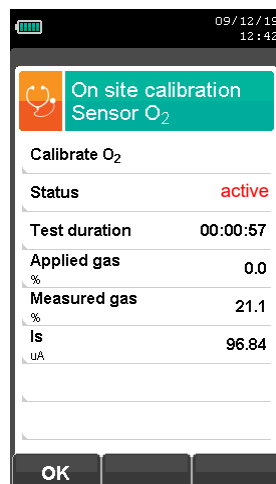 09/12/19
12:42
On site calibration
Sensor O₂
Calibrate O₂
Status active
Test duration 00:00:57
Applied gas 0.0
%
Measured gas 21.1
%
Is 96.84
uA
OK